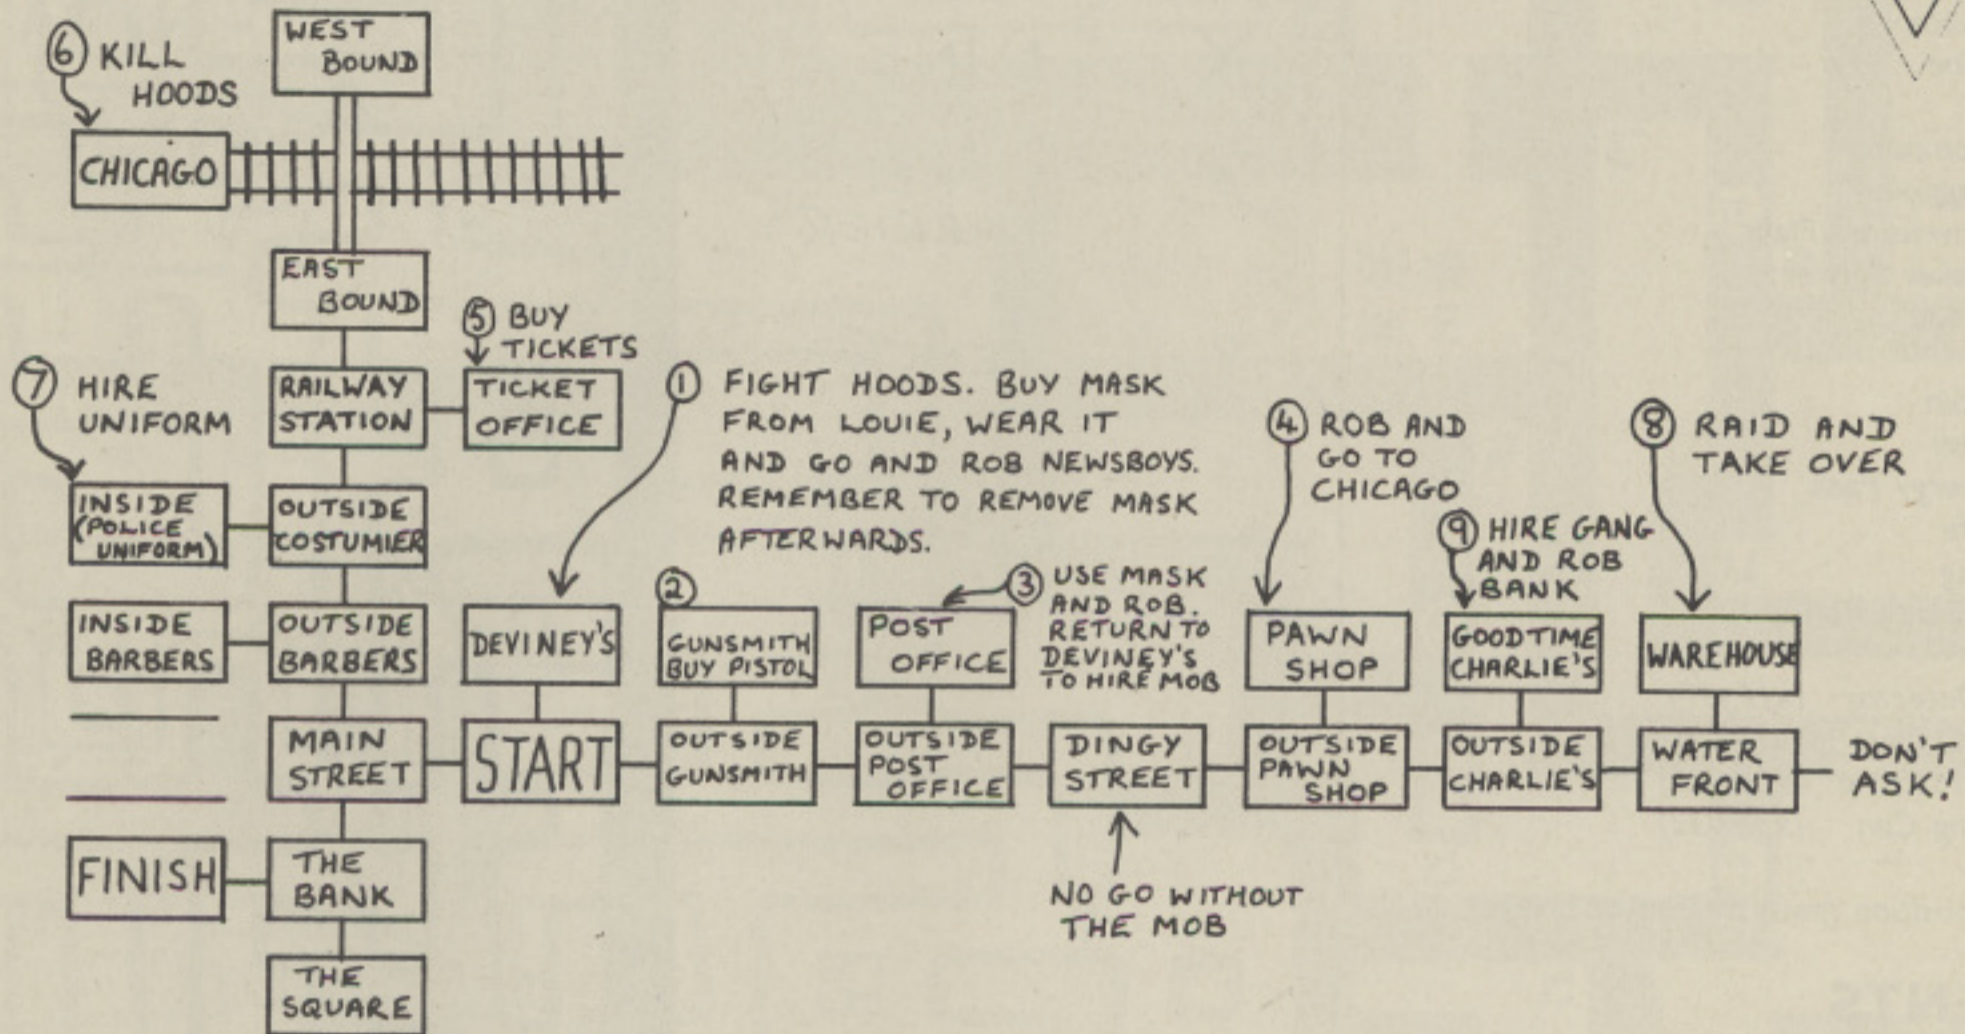 WEST
BOUND
⑥ KILL
HOODS
CHICAGO
EAST
BOUND
⑤ BUY
TICKETS
⑦ HIRE
UNIFORM
RAILWAY
STATION
TICKET
OFFICE
① FIGHT HOODS. BUY MASK
FROM LOUIE, WEAR IT
AND GO AND ROB NEWSBOYS.
REMEMBER TO REMOVE MASK
AFTERWARDS.
④ ROB AND
GO TO
CHICAGO
⑧ RAID AND
TAKE OVER
INSIDE
(POLICE
UNIFORM)
OUTSIDE
COSTUMIER
⑨ HIRE GANG
AND ROB
BANK
INSIDE
BARBERS
OUTSIDE
BARBERS
DEVINEY'S
②
GUNSMITH
BUY PISTOL
POST
OFFICE
③ USE MASK
AND ROB.
RETURN TO
DEVINEY'S
TO HIRE MOB
PAWN
SHOP
GOODTIME
CHARLIE'S
WAREHOUSE
MAIN
STREET
START
OUTSIDE
GUNSMITH
OUTSIDE
POST
OFFICE
DINGY
STREET
OUTSIDE
PAWN
SHOP
OUTSIDE
CHARLIE'S
WATER
FRONT
DON'T
ASK!
FINISH
THE
BANK
NO GO WITHOUT
THE MOB
THE
SQUARE